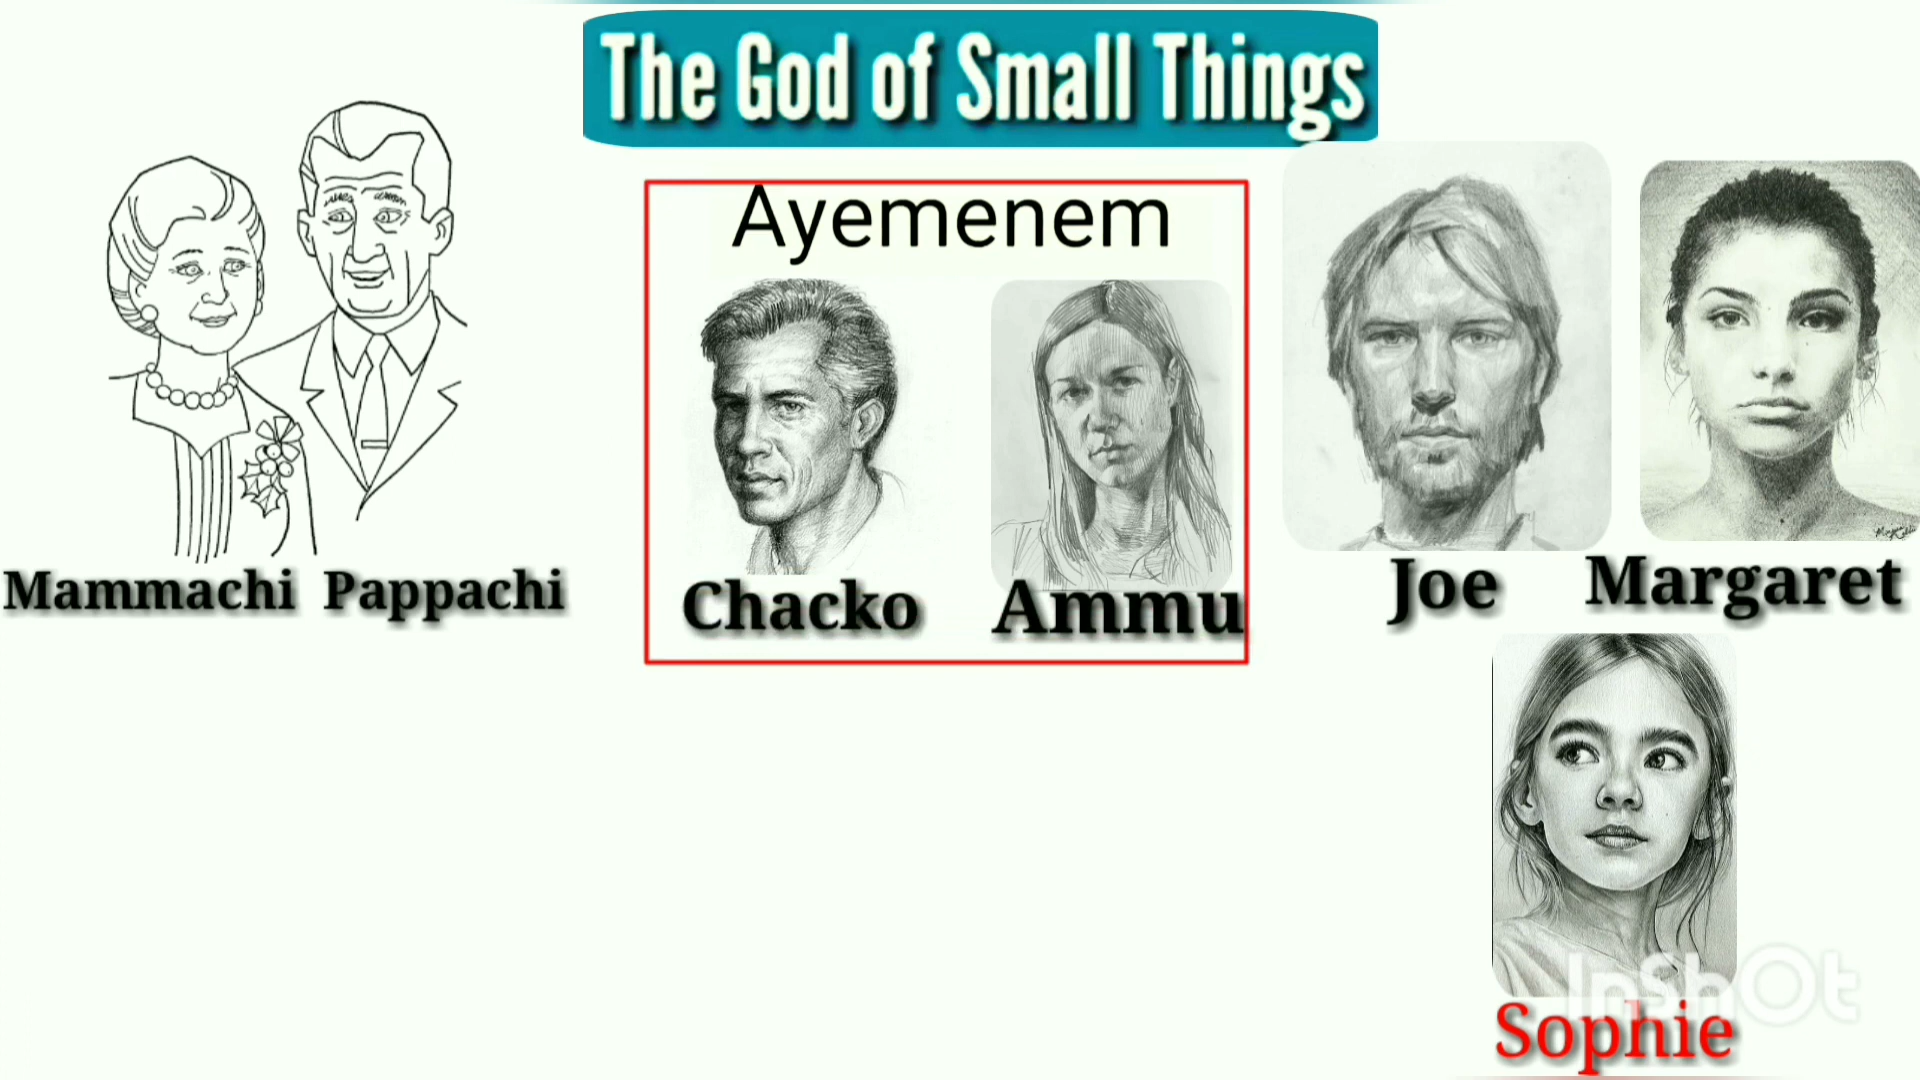 The God of Small Things
Ayemenem
Mammachi Pappachi
Chacko Ammu
Joe Margaret
Sophie
InShOt